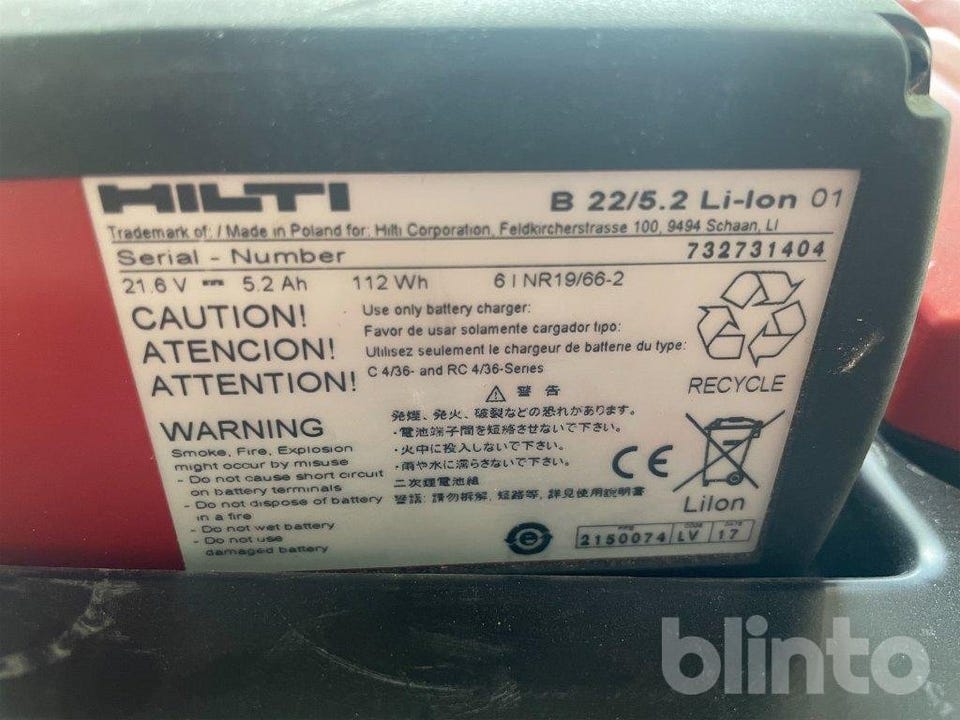 HILTI
B 22/5.2 Li-Ion 01
Trademark of: / Made in Poland for: Hilti Corporation, Feldkircherstrasse 100, 9494 Schaan, LI
Serial - Number 732731404
21.6 V 5.2 Ah 112 Wh 6 I NR19/66-2
CAUTION!
ATENCION!
ATTENTION!
Use only battery charger:
Favor de usar solamente cargador tipo:
Utilisez seulement le chargeur de batterie du type:
C 4/36- and RC 4/36-Series
RECYCLE
WARNING
Smoke, Fire, Explosion
might occur by misuse
- Do not cause short circuit
on battery terminals
- Do not dispose of battery
in a fire
- Do not wet battery
- Do not use
damaged battery
警告
発煙、発火、破裂などの恐れがあります。
・電池端子間を短絡させないで下さい。
・火中に投入しないで下さい。
・雨や水に濡らさないで下さい。
二次鋰電池組
警語: 請勿拆解, 短路等, 詳見使用說明書
CE
LiIon
CODE DATE
2150074 LV 17
blinto